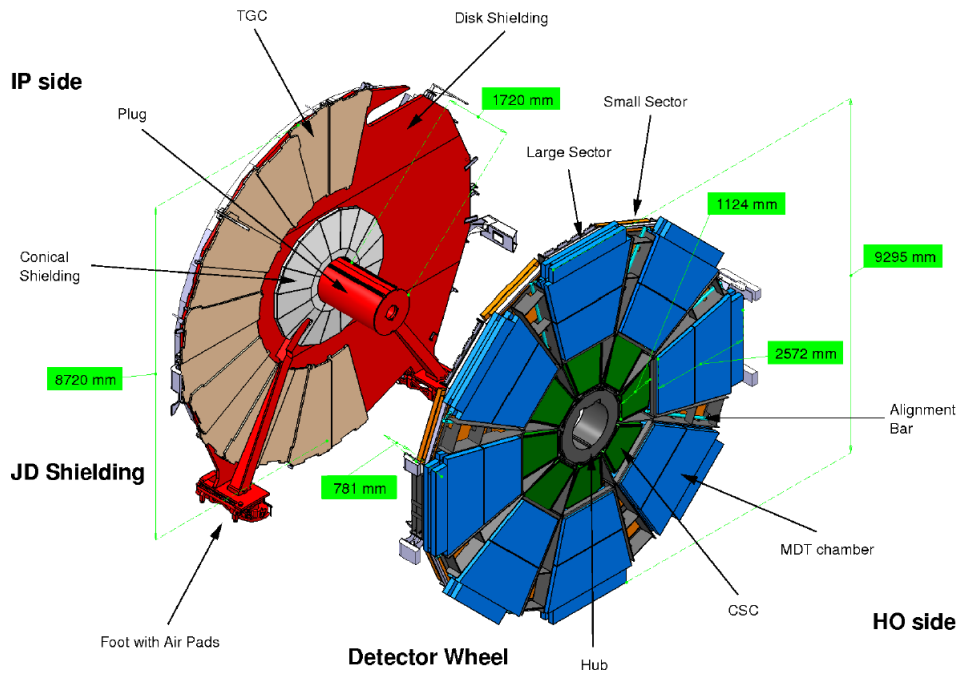 TGC
Disk Shielding
IP side
1720 mm
Small Sector
Plug
Large Sector
1124 mm
Conical
Shielding
9295 mm
2572 mm
8720 mm
Alignment
Bar
JD Shielding
781 mm
MDT chamber
CSC
HO side
Foot with Air Pads
Detector Wheel
Hub